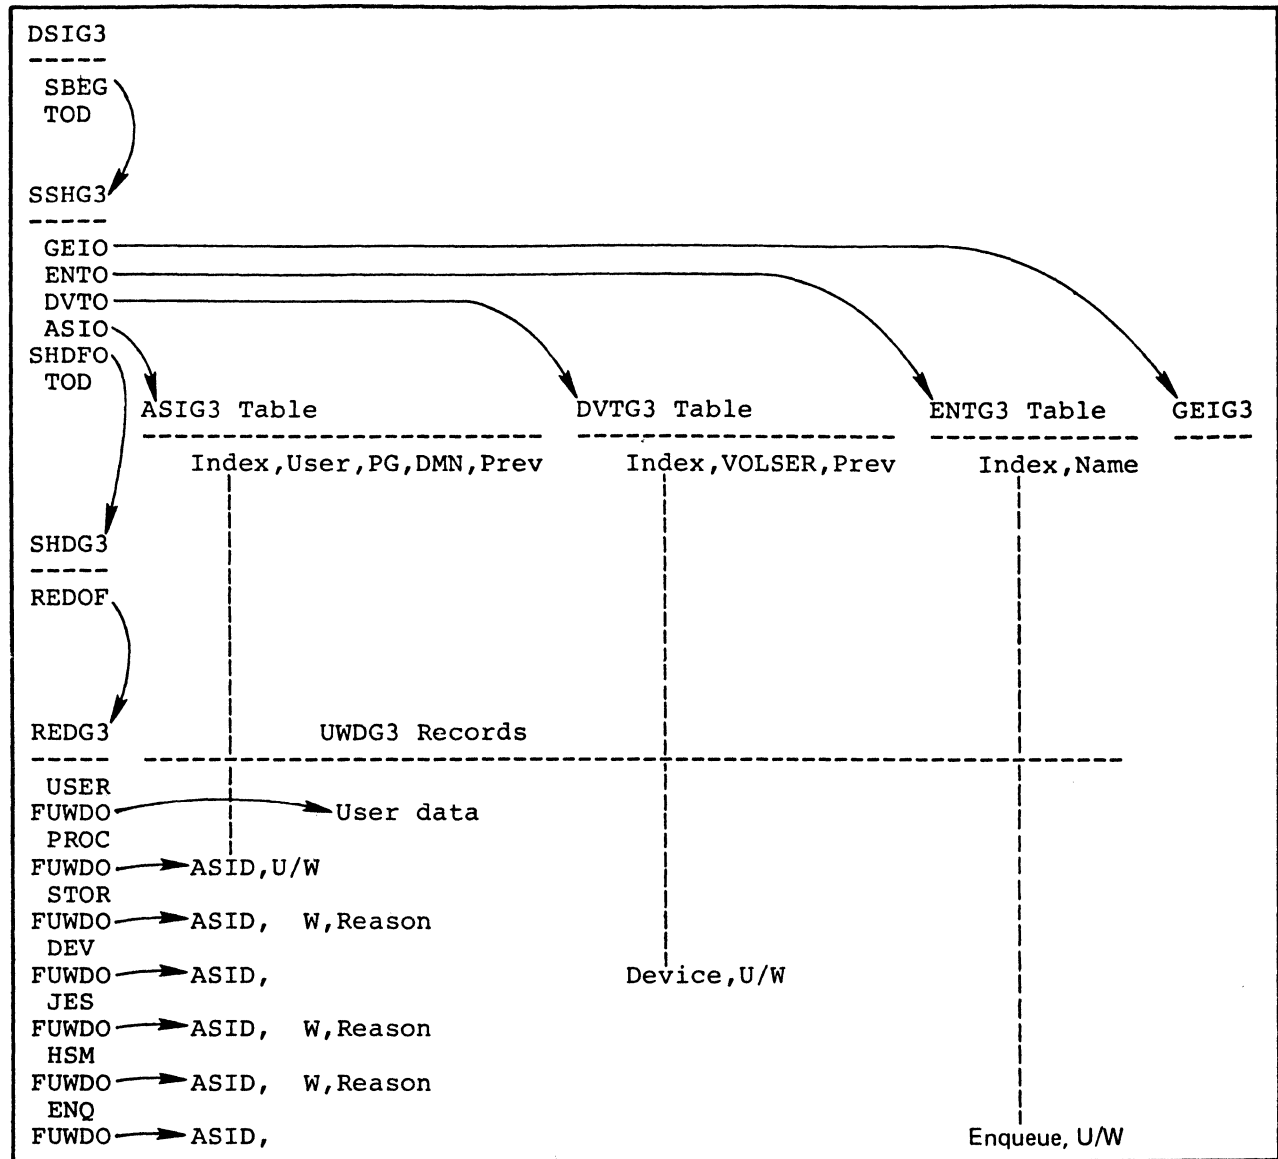 DSIG3
-----
SBEG
TOD
SSHG3
-----
GEIO
ENTO
DVTO
ASIO
SHDFO
TOD
ASIG3 Table DVTG3 Table ENTG3 Table GEIG3
Index,User,PG,DMN,Prev Index,VOLSER,Prev Index,Name
SHDG3
-----
REDOF
REDG3 UWDG3 Records
-----
USER
FUWDO User data
PROC
FUWDO ASID,U/W
STOR
FUWDO ASID, W,Reason
DEV
FUWDO ASID, Device,U/W
JES
FUWDO ASID, W,Reason
HSM
FUWDO ASID, W,Reason
ENQ
FUWDO ASID, Enqueue, U/W